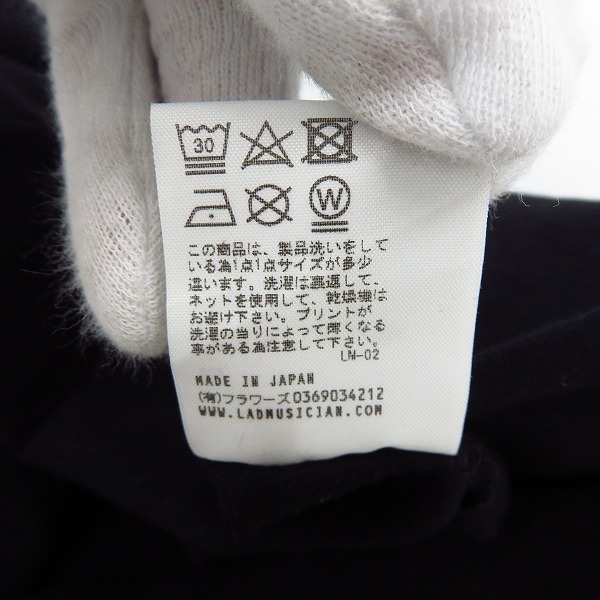 30
W
この商品は、製品洗いをして
いる為1点1点サイズが多少
違います。洗濯は裏返して、
ネットを使用して、乾燥機は
お避け下さい。プリントが
洗濯の当りによって薄くなる
事がある為注意して下さい。
LM-02
MADE IN JAPAN
(有)フラワーズ0369034212
WWW.LADMUSICIAN.COM